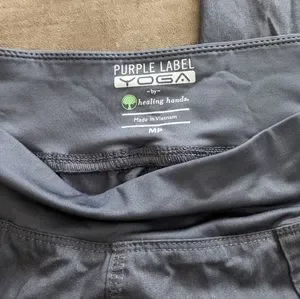 PURPLE LABEL
YOGA
-by-
healing hands.
Made in Vietnam
MP